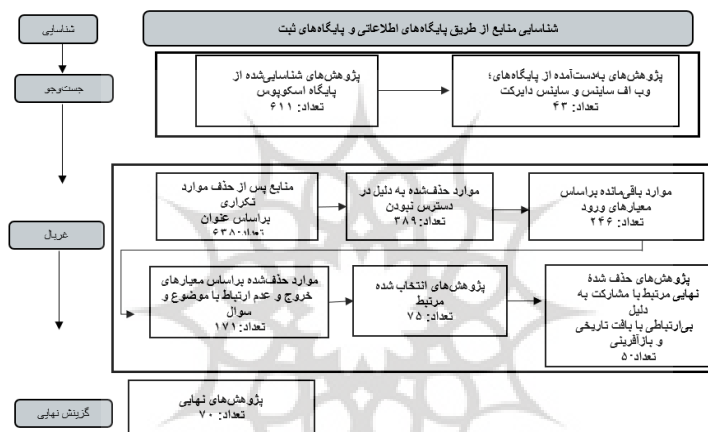 شناسایی
شناسایی منابع از طریق پایگاه‌های اطلاعاتی و پایگاه‌های ثبت
جست‌وجو
پژوهش‌های شناسایی‌شده از
پایگاه اسکوپوس
تعداد: ۶۱۱
پژوهش‌های به‌دست‌آمده از پایگاه‌های؛
وب اف ساینس و ساینس دایرکت
تعداد: ۴۳
غربال
منابع پس از حذف موارد
تکراری
براساس عنوان
تعداد:۶۳۸
موارد حذف‌شده به دلیل در
دسترس نبودن
تعداد:۳۸۹
موارد باقی‌مانده براساس
معیارهای ورود
تعداد: ۲۴۶
موارد حذف‌شده براساس معیارهای
خروج و عدم ارتباط با موضوع و
سوال
تعداد:۱۷۱
پژوهش‌های انتخاب شده
مرتبط
تعداد: ۷۵
پژوهش‌های حذف شدهٔ
نهایی مرتبط با مشارکت به
دلیل
بی‌ارتباطی با بافت تاریخی
و بازآفرینی
تعداد:۵۰
گزینش نهایی
پژوهش‌های نهایی
تعداد: ۷۰